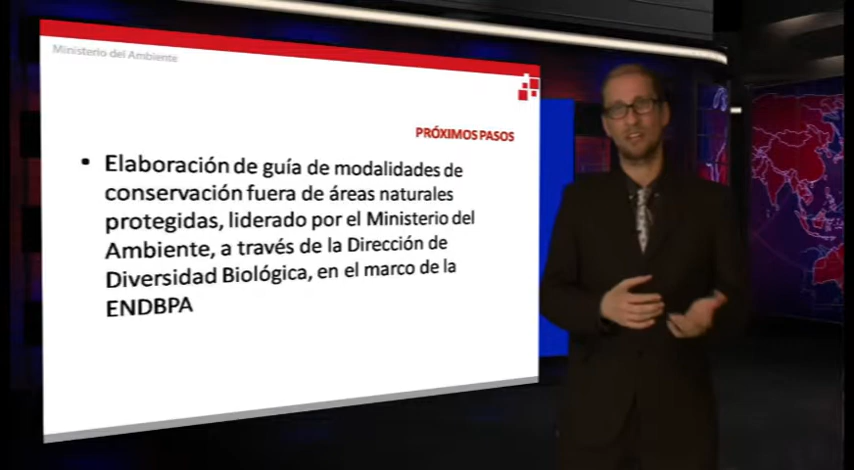 Ministerio del Ambiente
PRÓXIMOS PASOS
• Elaboración de guía de modalidades de
conservación fuera de áreas naturales
protegidas, liderado por el Ministerio del
Ambiente, a través de la Dirección de
Diversidad Biológica, en el marco de la
ENDBPA